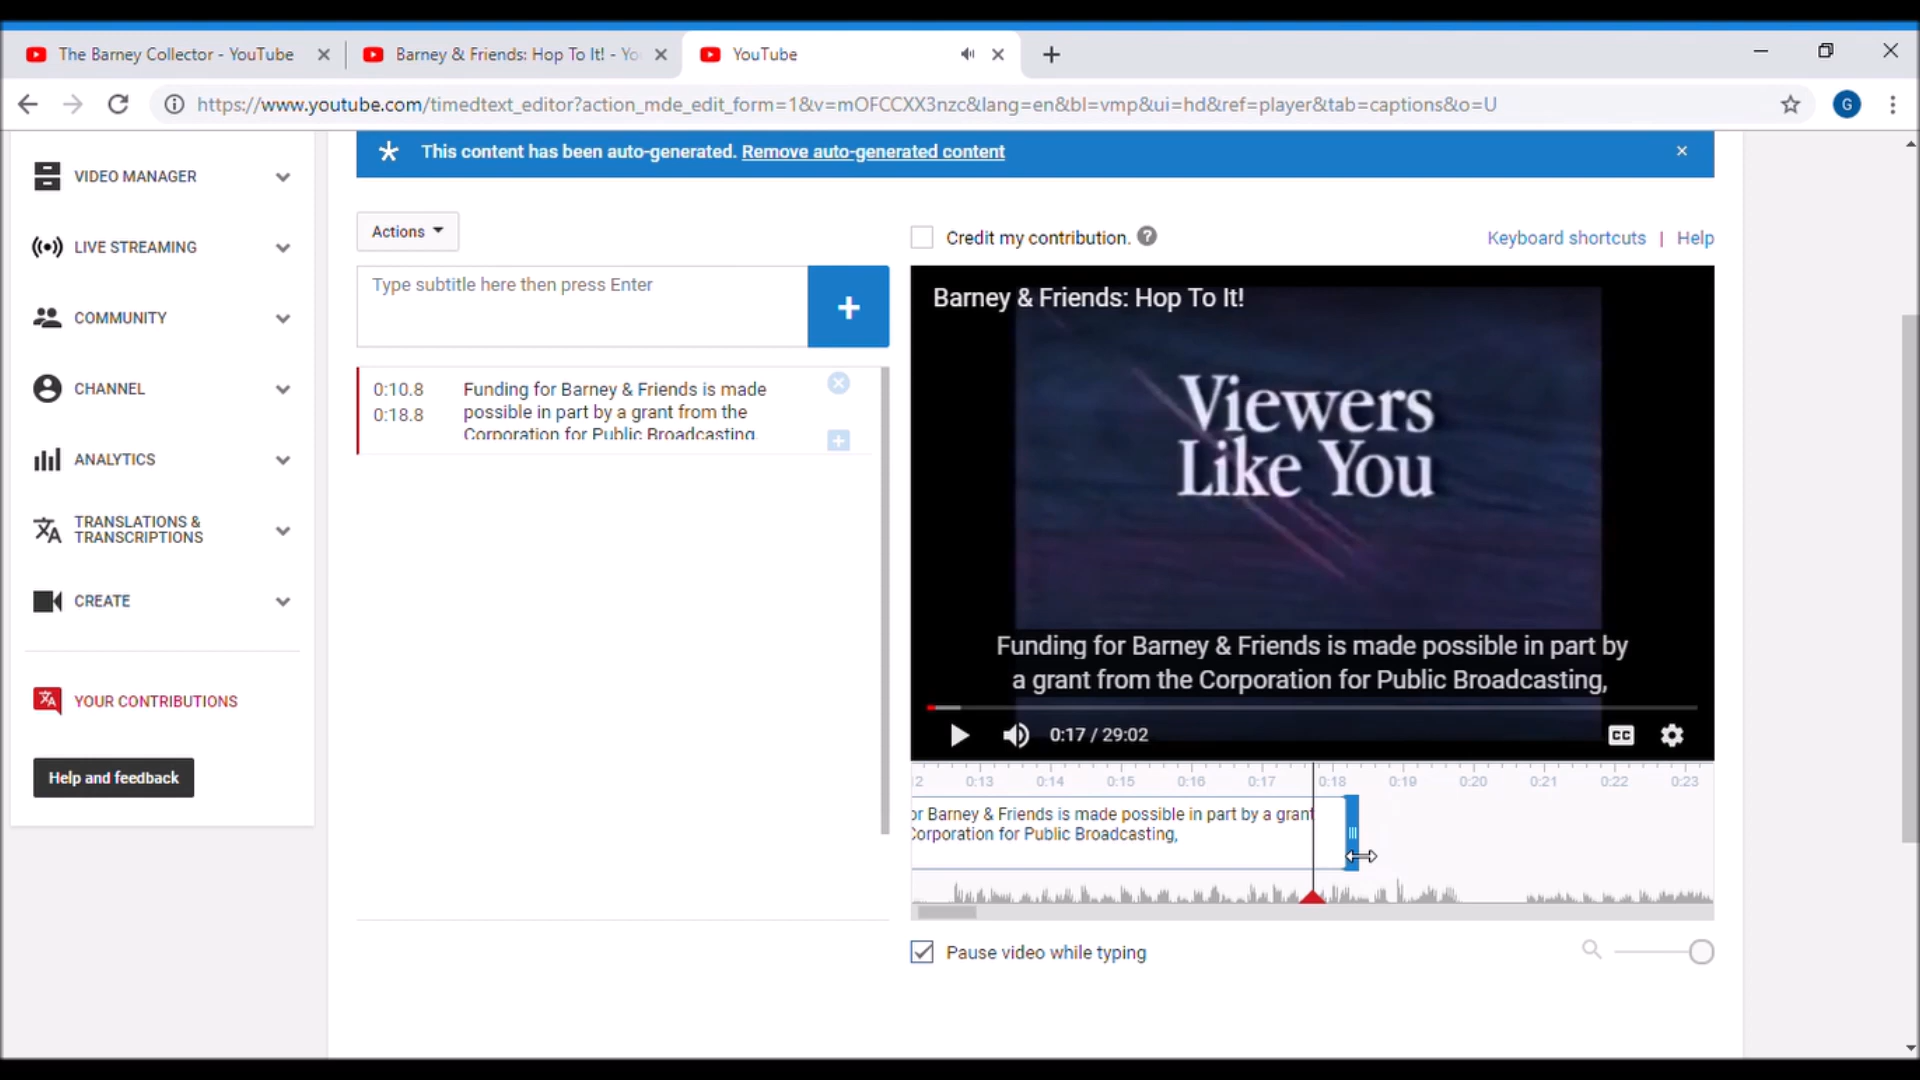 The Barney Collector - YouTube
Barney & Friends: Hop To It! - Yo
YouTube
https://www.youtube.com/timedtext_editor?action_mde_edit_form=1&v=mOFCCXX3nzc&lang=en&bl=vmp&ui=hd&ref=player&tab=captions&o=U
G
This content has been auto-generated. Remove auto-generated content
VIDEO MANAGER
LIVE STREAMING
COMMUNITY
CHANNEL
ANALYTICS
TRANSLATIONS &
TRANSCRIPTIONS
CREATE
YOUR CONTRIBUTIONS
Help and feedback
Actions
Type subtitle here then press Enter
0:10.8
0:18.8
Funding for Barney & Friends is made
possible in part by a grant from the
Corporation for Public Broadcasting,
Credit my contribution.
Keyboard shortcuts | Help
Barney & Friends: Hop To It!
Viewers
Like You
Funding for Barney & Friends is made possible in part by
a grant from the Corporation for Public Broadcasting,
0:17 / 29:02
CC
2 0:13 0:14 0:15 0:16 0:17 0:18 0:19 0:20 0:21 0:22 0:23
or Barney & Friends is made possible in part by a grant
Corporation for Public Broadcasting,
Pause video while typing